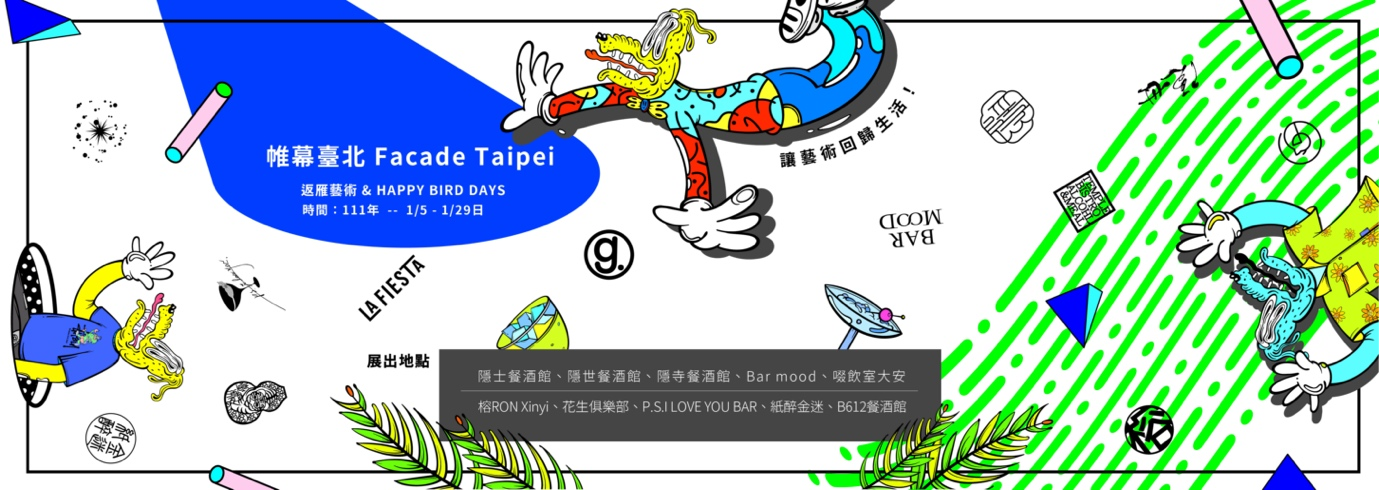 帷幕臺北 Facade Taipei
返雁藝術 & HAPPY BIRD DAYS
時間：111年 -- 1/5 - 1/29日
讓藝術回歸生活！
BAR
MOOD
g.
LA FIESTA
展出地點
隱士餐酒館、隱世餐酒館、隱寺餐酒館、Bar mood、啜飲室大安
榕RON Xinyi、花生俱樂部、P.S.I LOVE YOU BAR、紙醉金迷、B612餐酒館
紙醉
金迷